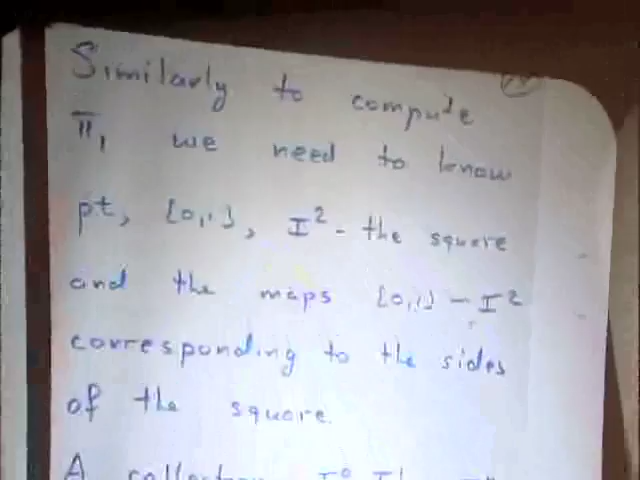 Similarly to compute
π₁ we need to know
pt, [0,1], I² - the square
and the maps [0,1] - I²
corresponding to the sides
of the square.
A